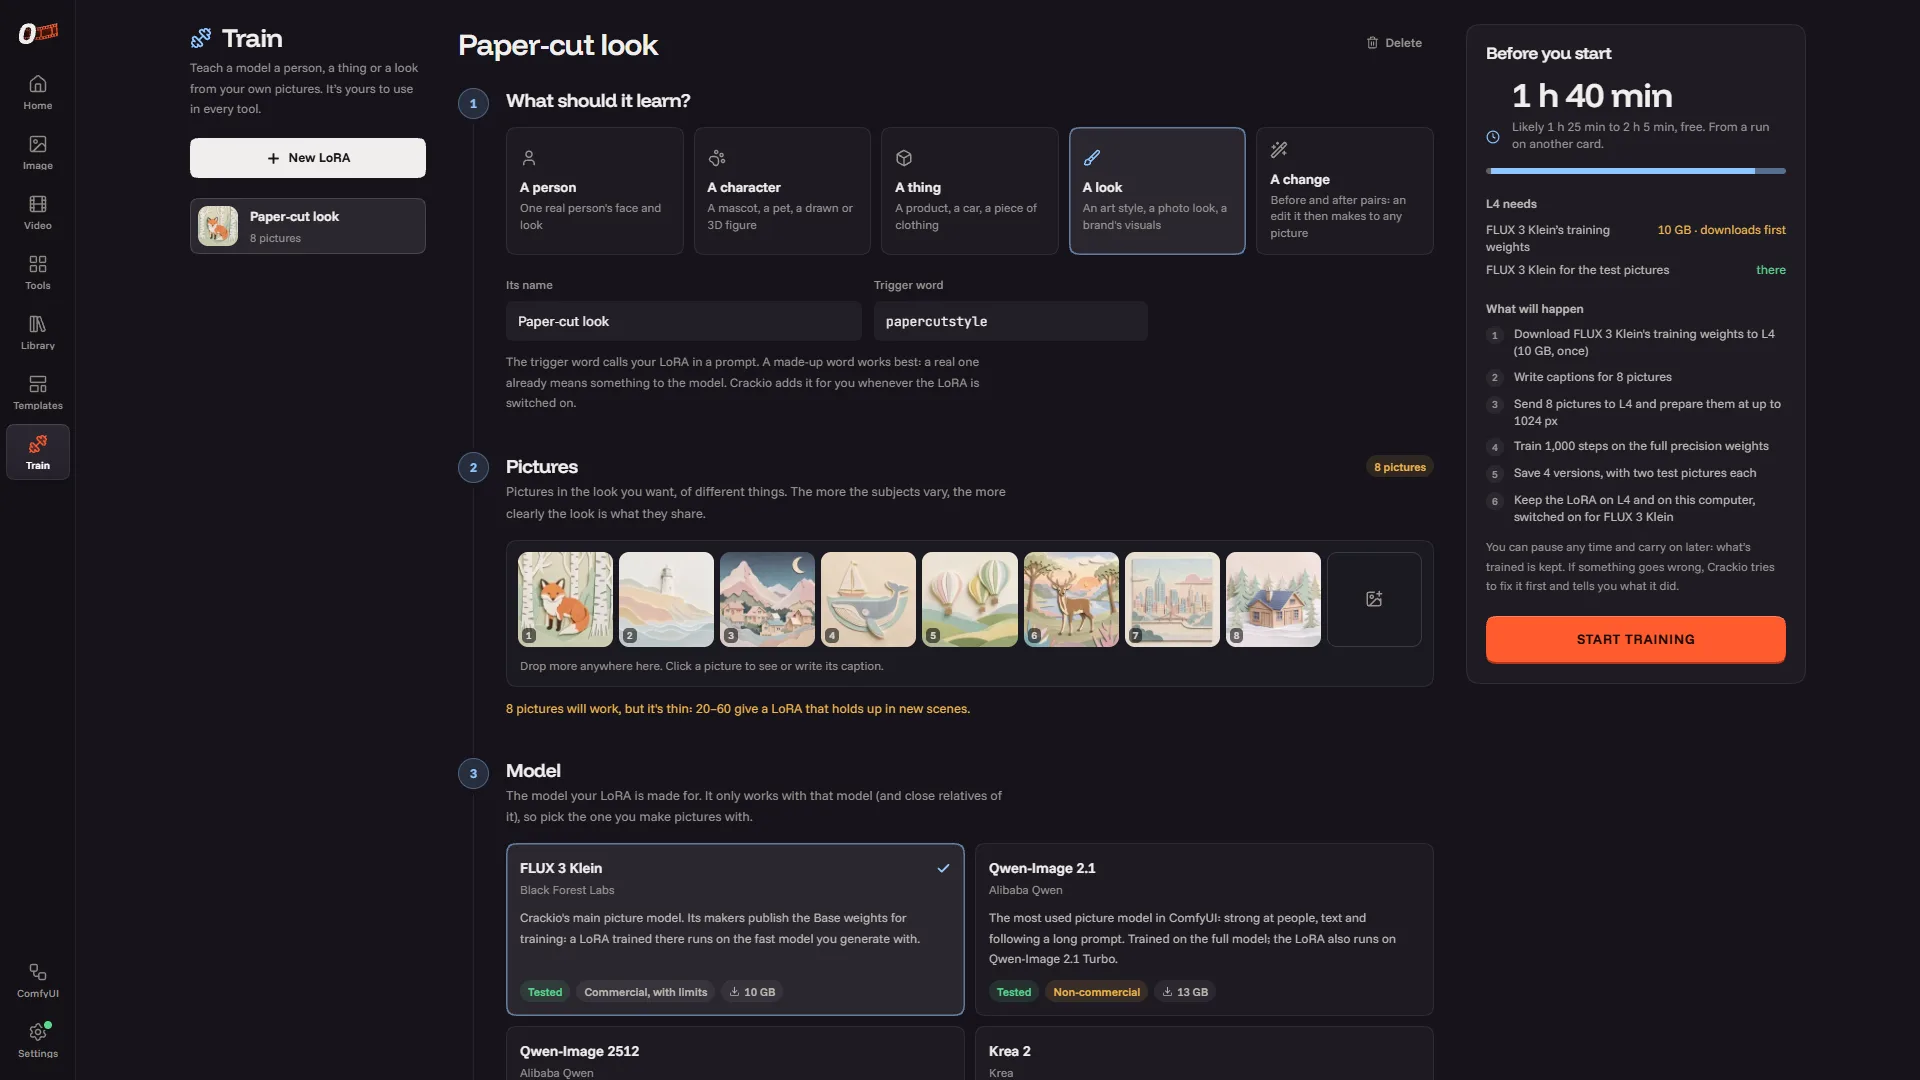 Home
Image
Video
Tools
Library
Templates
Train
ComfyUI
Settings
Train
Teach a model a person, a thing or a look
from your own pictures. It's yours to use
in every tool.
New LoRA
Paper-cut look
8 pictures
Paper-cut look
Delete
1
What should it learn?
A person
One real person's face and
look
A character
A mascot, a pet, a drawn or
3D figure
A thing
A product, a car, a piece of
clothing
A look
An art style, a photo look, a
brand's visuals
A change
Before and after pairs: an
edit it then makes to any
picture
Its name
Trigger word
Paper-cut look
papercutstyle
The trigger word calls your LoRA in a prompt. A made-up word works best: a real one
already means something to the model. Crackio adds it for you whenever the LoRA is
switched on.
2
Pictures
8 pictures
Pictures in the look you want, of different things. The more the subjects vary, the more
clearly the look is what they share.
1
2
3
4
5
6
7
8
Drop more anywhere here. Click a picture to see or write its caption.
8 pictures will work, but it's thin: 20–60 give a LoRA that holds up in new scenes.
3
Model
The model your LoRA is made for. It only works with that model (and close relatives of
it), so pick the one you make pictures with.
FLUX 3 Klein
Black Forest Labs
Crackio's main picture model. Its makers publish the Base weights for
training: a LoRA trained there runs on the fast model you generate with.
Tested
Commercial, with limits
10 GB
Qwen-Image 2.1
Alibaba Qwen
The most used picture model in ComfyUI: strong at people, text and
following a long prompt. Trained on the full model; the LoRA also runs on
Qwen-Image 2.1 Turbo.
Tested
Non-commercial
13 GB
Qwen-Image 2512
Alibaba Qwen
Krea 2
Krea
Before you start
1 h 40 min
Likely 1 h 25 min to 2 h 5 min, free. From a run
on another card.
L4 needs
FLUX 3 Klein's training
weights
10 GB · downloads first
FLUX 3 Klein for the test pictures
there
What will happen
1
Download FLUX 3 Klein's training weights to L4
(10 GB, once)
2
Write captions for 8 pictures
3
Send 8 pictures to L4 and prepare them at up to
1024 px
4
Train 1,000 steps on the full precision weights
5
Save 4 versions, with two test pictures each
6
Keep the LoRA on L4 and on this computer,
switched on for FLUX 3 Klein
You can pause any time and carry on later: what's
trained is kept. If something goes wrong, Crackio tries
to fix it first and tells you what it did.
START TRAINING